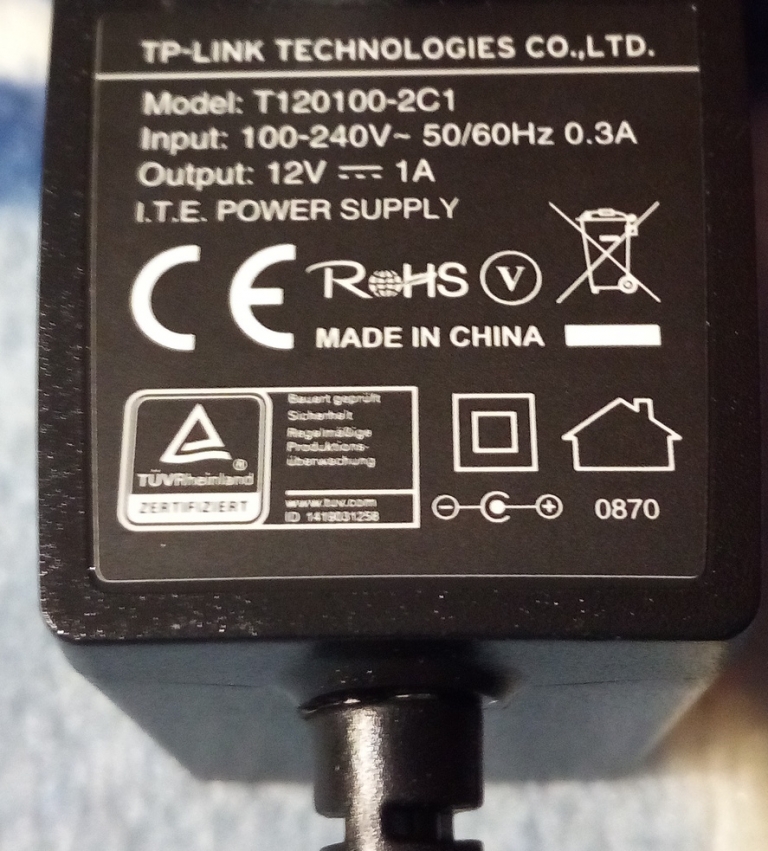 TP-LINK TECHNOLOGIES CO.,LTD.
Model: T120100-2C1
Input: 100-240V~ 50/60Hz 0.3A
Output: 12V ⎓ 1A
I.T.E. POWER SUPPLY
CE RoHS V
MADE IN CHINA
TÜVRheinland®
ZERTIFIZIERT
Bauart geprüft
Sicherheit
Regelmäßige
Produktions-
überwachung
www.tuv.com
ID 1419031258
0870